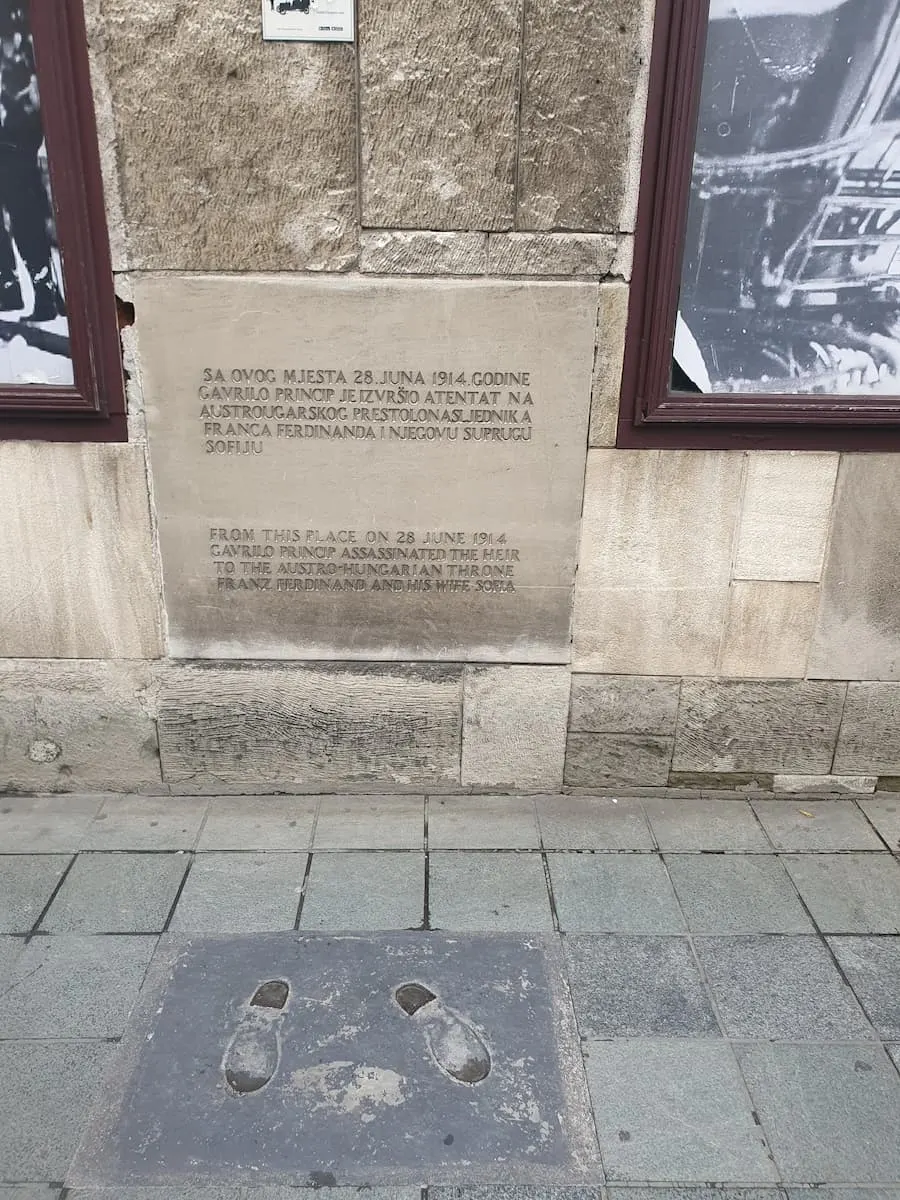 SA OVOG MJESTA 28.JUNA 1914.GODINE
GAVRILO PRINCIP JE IZVRŠIO ATENTAT NA
AUSTROUGARSKOG PRESTOLONASLJEDNIKA
FRANCA FERDINANDA I NJEGOVU SUPRUGU
SOFIJU
FROM THIS PLACE ON 28 JUNE 1914
GAVRILO PRINCIP ASSASSINATED THE HEIR
TO THE AUSTRO-HUNGARIAN THRONE
FRANZ FERDINAND AND HIS WIFE SOFIA